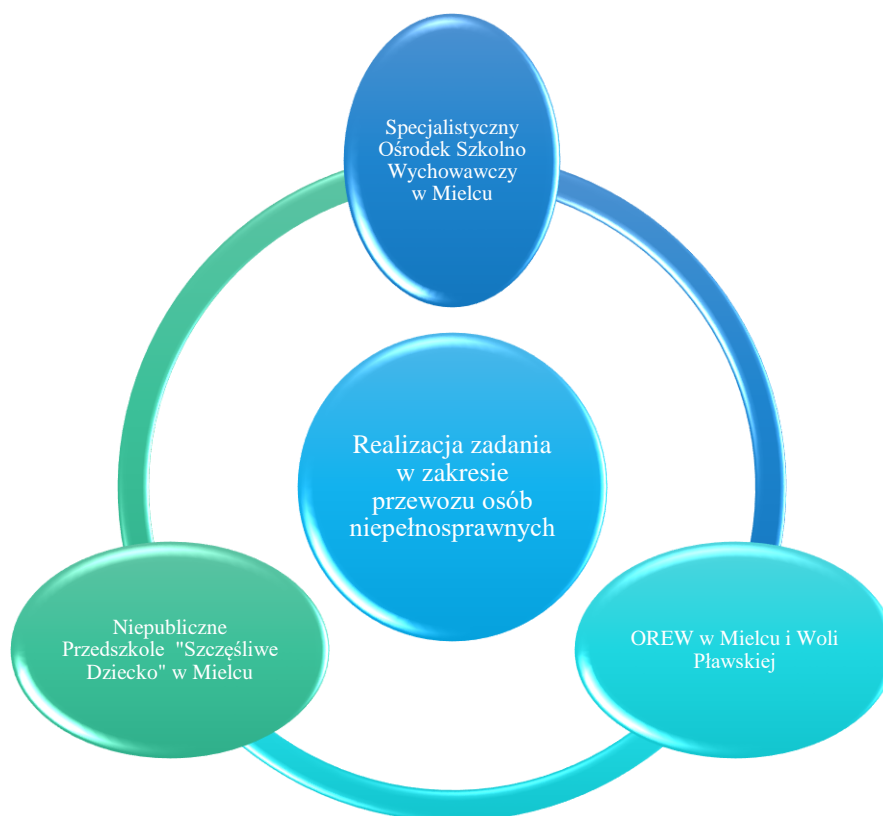 Specjalistyczny
Ośrodek Szkolno
Wychowawczy
w Mielcu
Realizacja zadania
w zakresie
przewozu osób
niepełnosprawnych
Niepubliczne
Przedszkole "Szczęśliwe
Dziecko" w Mielcu
OREW w Mielcu i Woli
Pławskiej